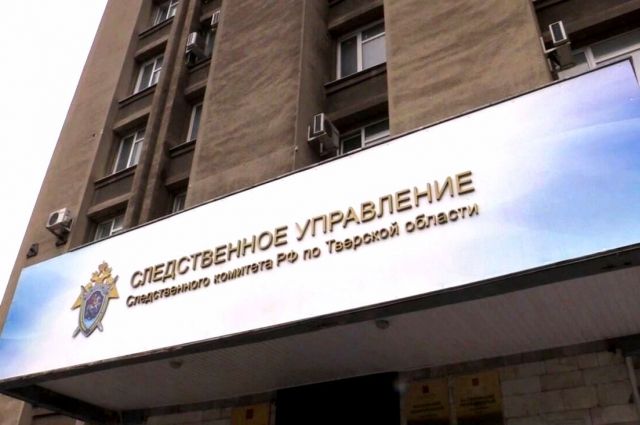 СЛЕДСТВЕННОЕ УПРАВЛЕНИЕ
Следственного комитета РФ по Тверской области